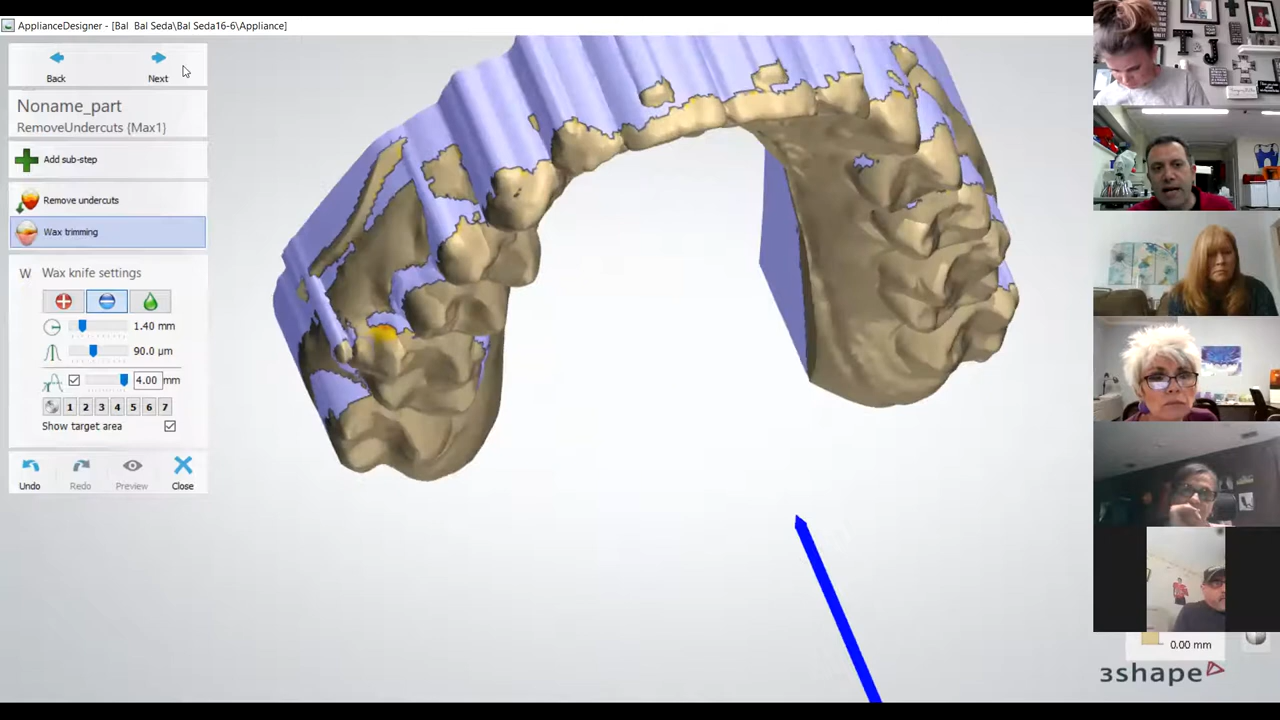 ApplianceDesigner - [Bal Bal Seda\Bal Seda16-6\Appliance]
Back
Next
Noname_part
RemoveUndercuts {Max1}
Add sub-step
Remove undercuts
Wax trimming
W Wax knife settings
1.40 mm
90.0 µm
4.00 mm
1 2 3 4 5 6 7
Show target area
Undo
Redo
Preview
Close
T & J
0.00 mm
3shape